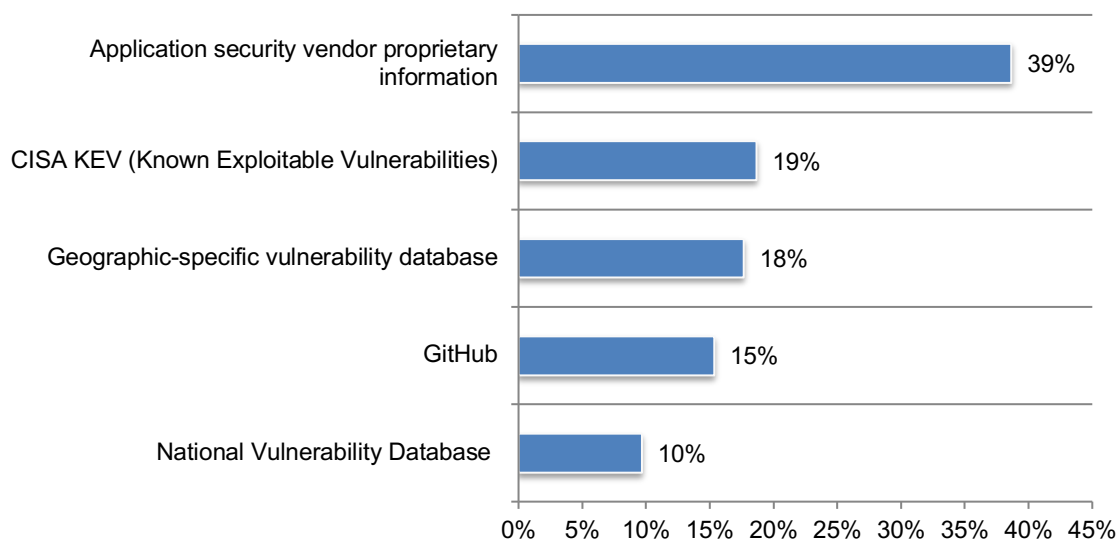 Application security vendor proprietary
information
39%
CISA KEV (Known Exploitable Vulnerabilities)
19%
Geographic-specific vulnerability database
18%
GitHub
15%
National Vulnerability Database
10%
0% 5% 10% 15% 20% 25% 30% 35% 40% 45%